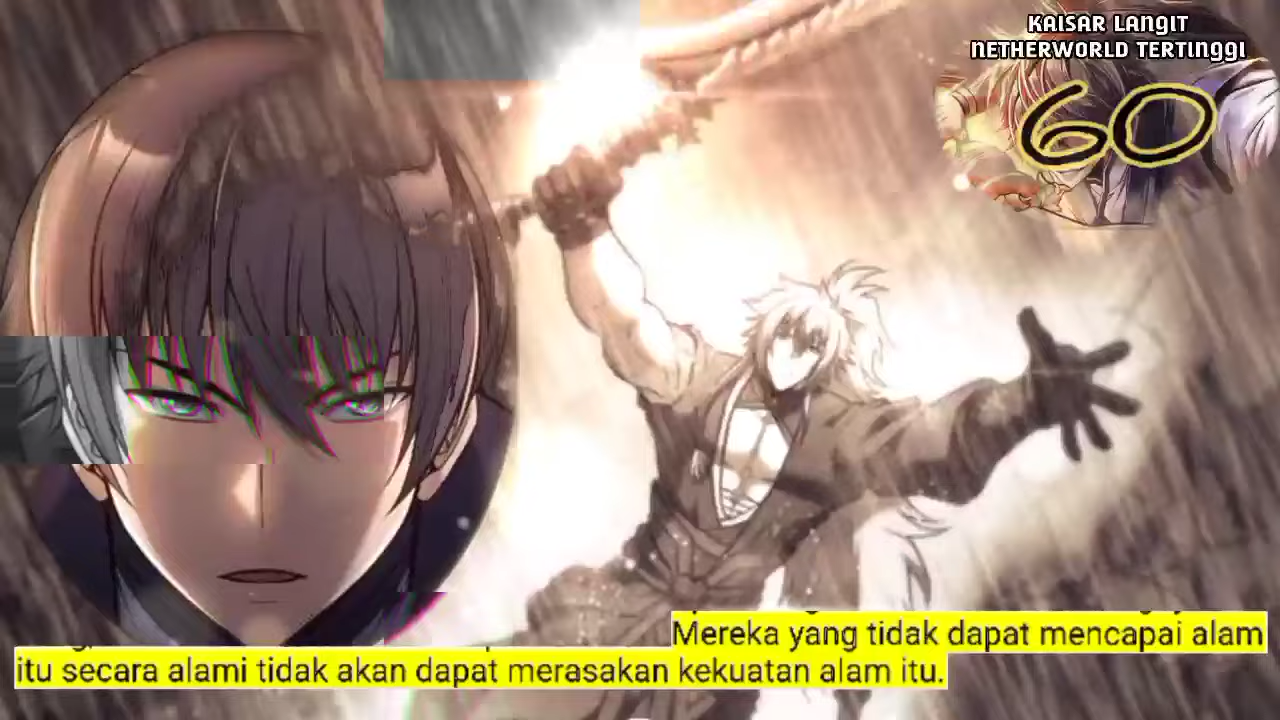 KAISAR LANGIT
NETHERWORLD TERTINGGI
60
Mereka yang tidak dapat mencapai alam
itu secara alami tidak akan dapat merasakan kekuatan alam itu.